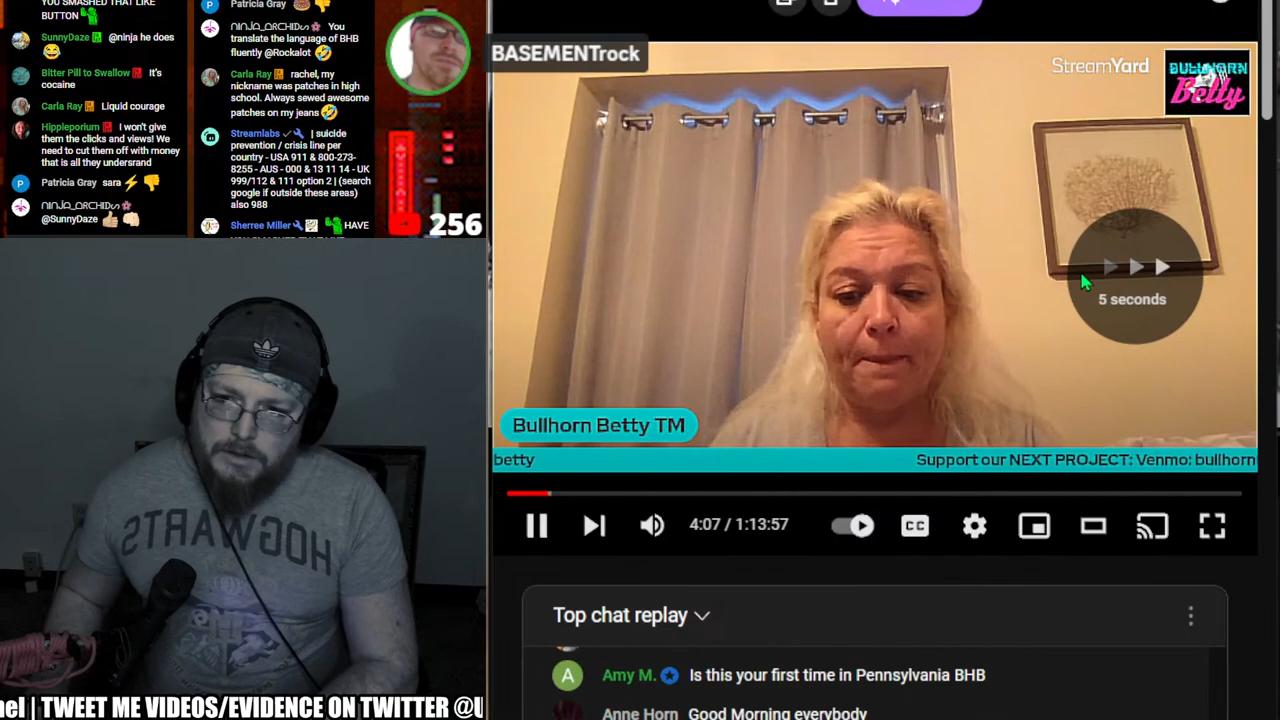 YOU SMASHED THAT LIKE
BUTTON
SunnyDaze @ninja he does
Bitter Pill to Swallow It's
cocaine
Carla Ray Liquid courage
Hippleporium I won't give
them the clicks and views! We
need to cut them off with money
that is all they undersrand
Patricia Gray sara
@SunnyDaze
Patricia Gray
You
translate the language of BHB
fluently @Rockalot
Carla Ray rachel, my
nickname was patches in high
school. Always sewed awesome
patches on my jeans
Streamlabs | suicide
prevention / crisis line per
country - USA 911 & 800-273-
8255 - AUS - 000 & 13 11 14 - UK
999/112 & 111 option 2 | (search
google if outside these areas)
also 988
Sherree Miller HAVE
256
HOGWARTS
BASEMENTrock
StreamYard
BULLHORN
Betty
5 seconds
Bullhorn Betty TM
betty
Support our NEXT PROJECT: Venmo: bullhorn
4:07 / 1:13:57
CC
Top chat replay
A
Amy M. Is this your first time in Pennsylvania BHB
Anne Horn Good Morning everybody
el | TWEET ME VIDEOS/EVIDENCE ON TWITTER @